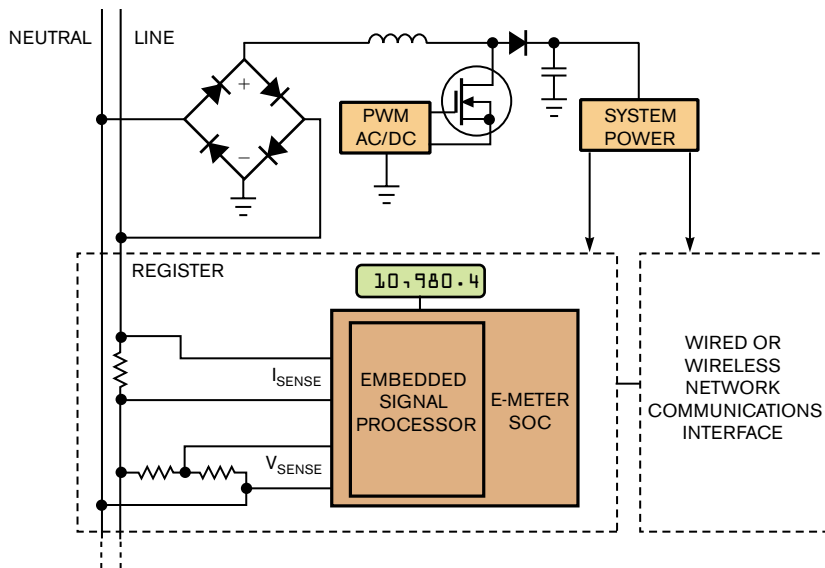 NEUTRAL
LINE
+
−
PWM
AC/DC
SYSTEM
POWER
REGISTER
10,980.4
ISENSE
VSENSE
EMBEDDED
SIGNAL
PROCESSOR
E-METER
SOC
WIRED OR
WIRELESS
NETWORK
COMMUNICATIONS
INTERFACE